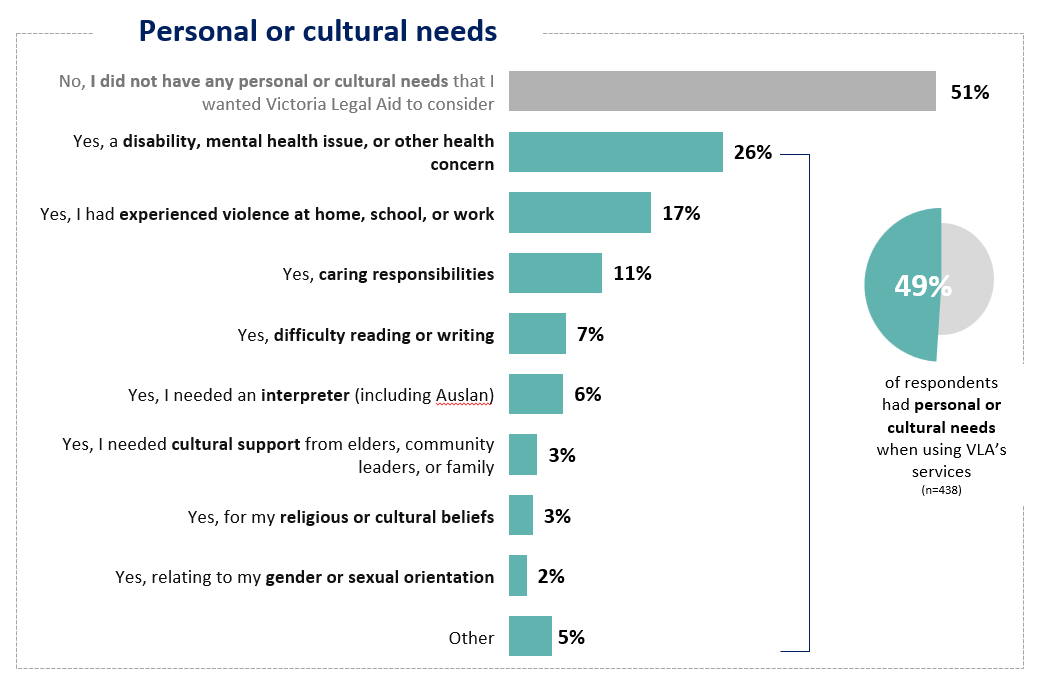 Personal or cultural needs
No, I did not have any personal or cultural needs that I
wanted Victoria Legal Aid to consider
51%
Yes, a disability, mental health issue, or other health
concern
26%
Yes, I had experienced violence at home, school, or work
17%
Yes, caring responsibilities
11%
Yes, difficulty reading or writing
7%
Yes, I needed an interpreter (including Auslan)
6%
Yes, I needed cultural support from elders, community
leaders, or family
3%
Yes, for my religious or cultural beliefs
3%
Yes, relating to my gender or sexual orientation
2%
Other
5%
49%
of respondents
had personal or
cultural needs
when using VLA’s
services
(n=438)